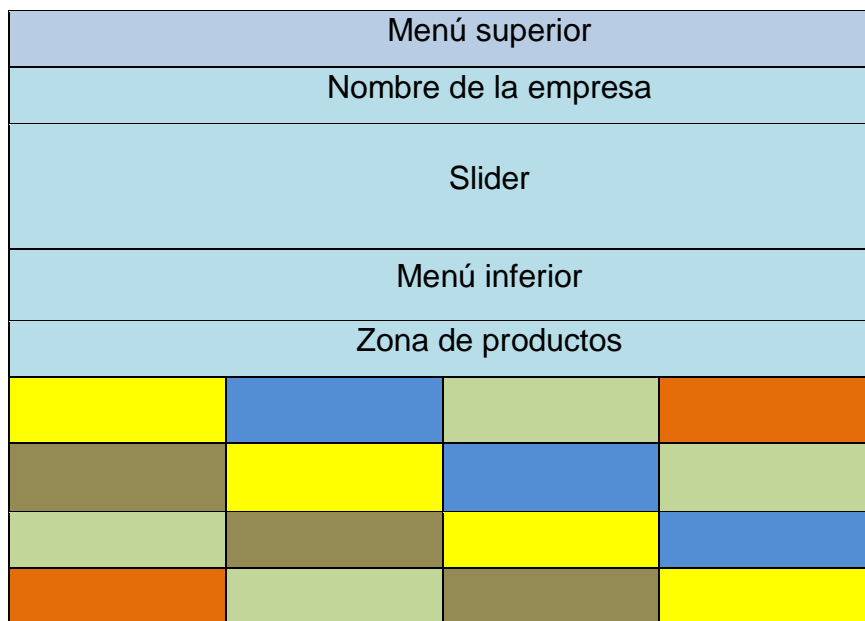 Menú superior
Nombre de la empresa
Slider
Menú inferior
Zona de productos